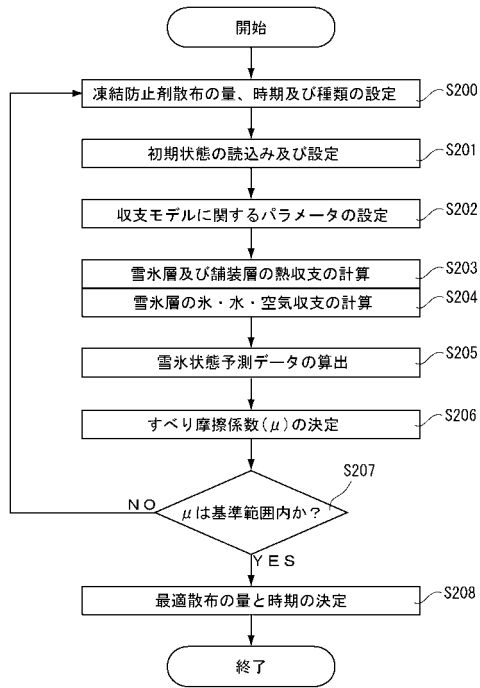 開始
凍結防止剤散布の量、時期及び種類の設定
S200
初期状態の読込み及び設定
S201
収支モデルに関するパラメータの設定
S202
雪氷層及び舗装層の熱収支の計算
S203
雪氷層の氷・水・空気収支の計算
S204
雪氷状態予測データの算出
S205
すべり摩擦係数(μ)の決定
S206
S207
NO
μは基準範囲内か?
YES
最適散布の量と時期の決定
S208
終了